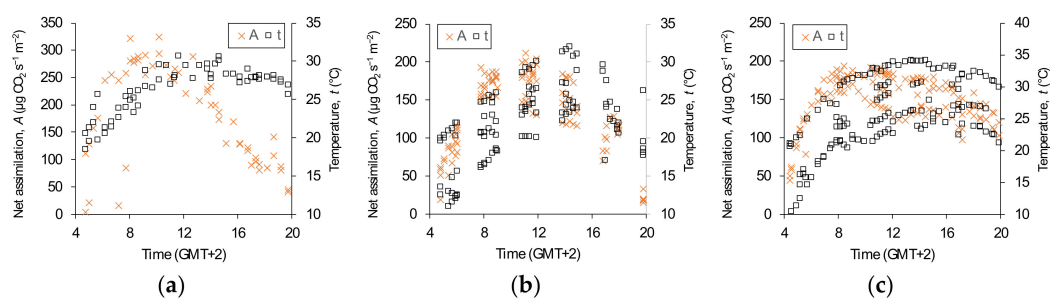 350
300
250
200
150
100
50
0
Net assimilation, A (µg CO₂ s⁻¹ m⁻²)
A t
35
30
25
20
15
10
Temperature, t (°C)
4 8 12 16 20
Time (GMT+2)
(a)
250
200
150
100
50
0
Net assimilation, A (µg CO₂ s⁻¹ m⁻²)
A t
35
30
25
20
15
10
Temperature, t (°C)
4 8 12 16 20
Time (GMT+2)
(b)
250
200
150
100
50
0
Net assimilation, A (µg CO₂ s⁻¹ m⁻²)
A t
40
35
30
25
20
15
10
Temperature, t (°C)
4 8 12 16 20
Time (GMT+2)
(c)